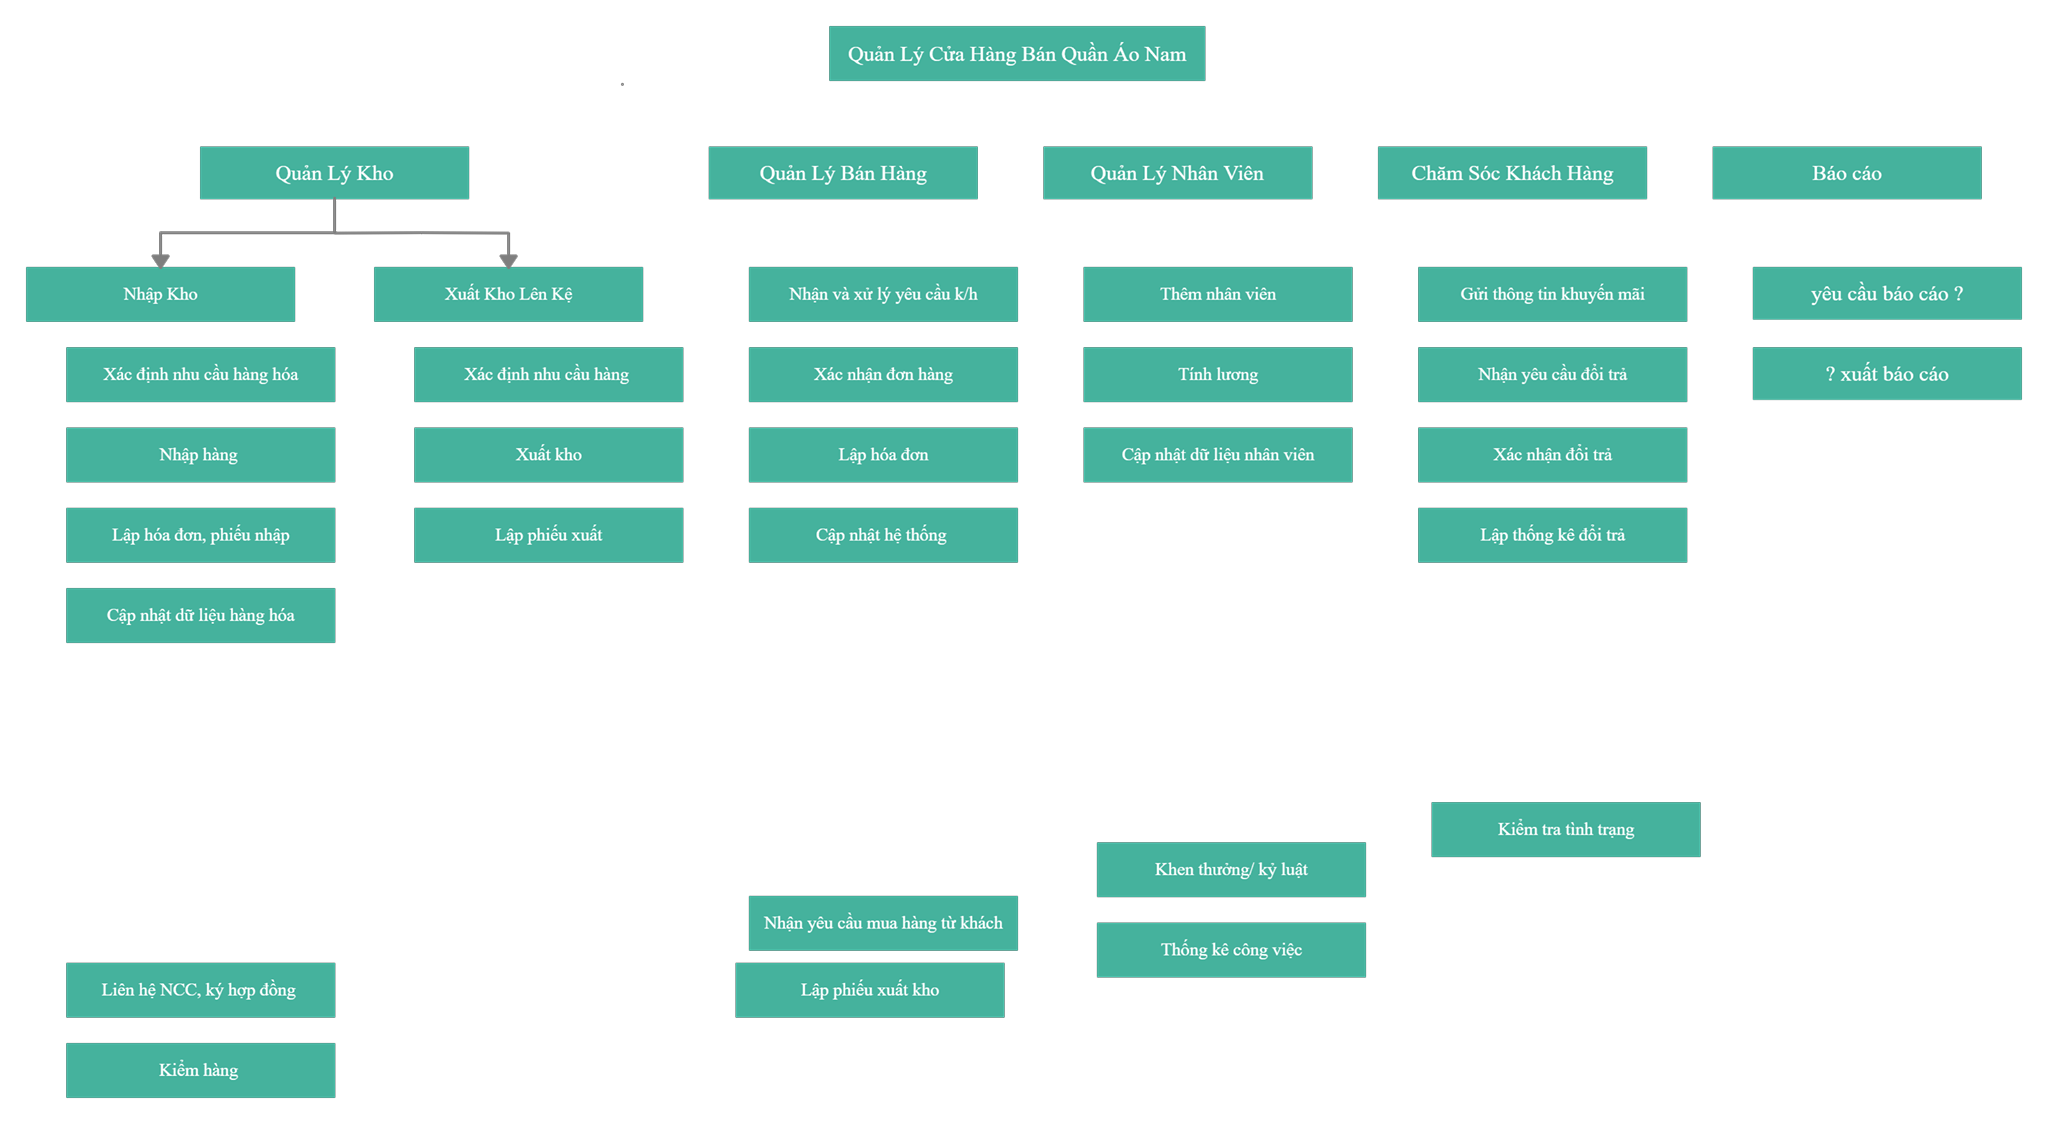 Quản Lý Cửa Hàng Bán Quần Áo Nam
Quản Lý Kho
Quản Lý Bán Hàng
Quản Lý Nhân Viên
Chăm Sóc Khách Hàng
Báo cáo
Nhập Kho
Xuất Kho Lên Kệ
Nhận và xử lý yêu cầu k/h
Thêm nhân viên
Gửi thông tin khuyến mãi
yêu cầu báo cáo ?
Xác định nhu cầu hàng hóa
Xác định nhu cầu hàng
Xác nhận đơn hàng
Tính lương
Nhận yêu cầu đổi trả
? xuất báo cáo
Nhập hàng
Xuất kho
Lập hóa đơn
Cập nhật dữ liệu nhân viên
Xác nhận đổi trả
Lập hóa đơn, phiếu nhập
Lập phiếu xuất
Cập nhật hệ thống
Lập thống kê đổi trả
Cập nhật dữ liệu hàng hóa
Kiểm tra tình trạng
Khen thưởng/ kỷ luật
Nhận yêu cầu mua hàng từ khách
Thống kê công việc
Liên hệ NCC, ký hợp đồng
Lập phiếu xuất kho
Kiểm hàng